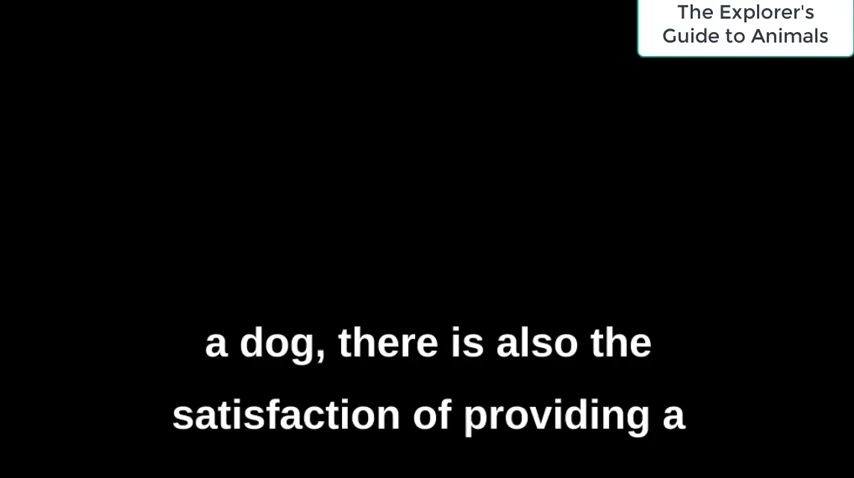 The Explorer's
Guide to Animals
a dog, there is also the
satisfaction of providing a